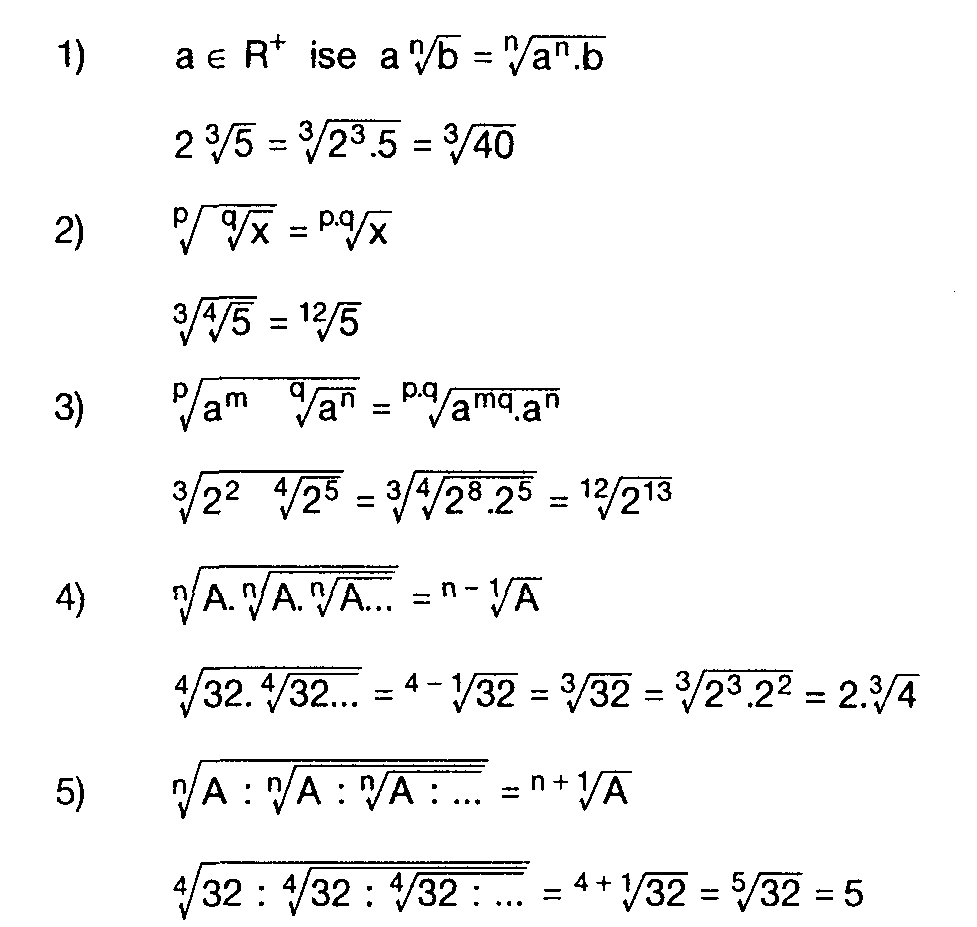 1) a ∈ R⁺ ise a ⁿ√b = ⁿ√(aⁿ.b)
2 ³√5 = ³√(2³.5) = ³√40
2) ᵖ√(q√x) = ᵖ·q√x
³√(⁴√5) = ¹²√5
3) ᵖ√(aᵐ q√(aⁿ)) = ᵖ·q√(a^(mq).aⁿ)
³√(2² ⁴√(2⁵)) = ³√(⁴√(2⁸.2⁵)) = ¹²√(2¹³)
4) ⁿ√(A.ⁿ√(A.ⁿ√(A...))) = ⁿ⁻¹√A
⁴√(32.⁴√(32...)) = ⁴⁻¹√32 = ³√32 = ³√(2³.2²) = 2.³√4
5) ⁿ√(A : ⁿ√(A : ⁿ√(A : ...))) = ⁿ⁺¹√A
⁴√(32 : ⁴√(32 : ⁴√(32 : ...))) = ⁴⁺¹√32 = ⁵√32 = 5